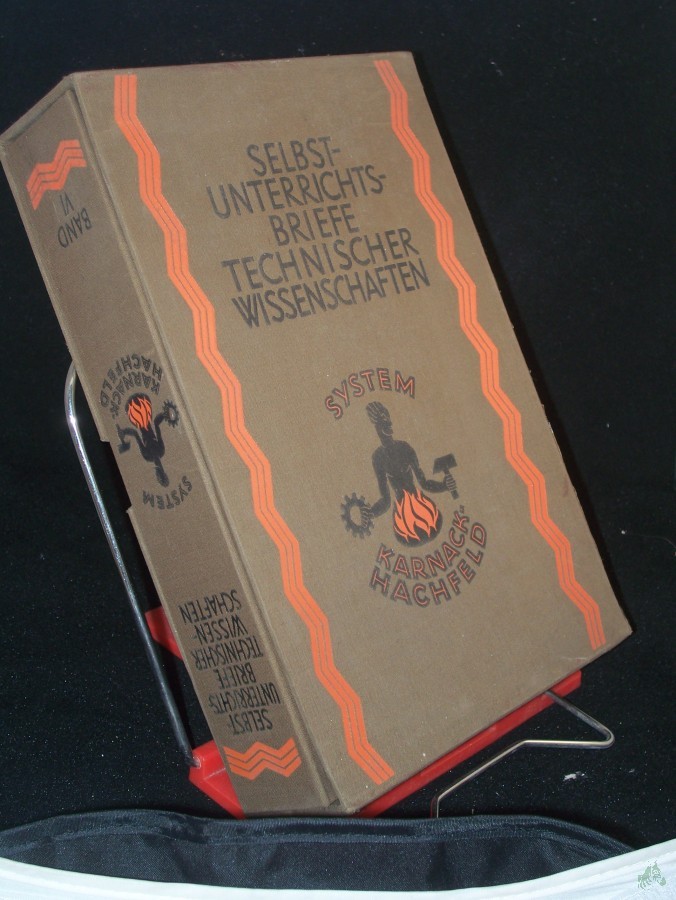 SELBST-
UNTERRICHTS-
BRIEFE
TECHNISCHER
WISSENSCHAFTEN
SYSTEM
KARNACK-
HACHFELD
BAND
VI
SYSTEM
KARNACK-
HACHFELD
SELBST-
UNTERRICHTS-
BRIEFE
TECHNISCHER
WISSEN-
SCHAFTEN